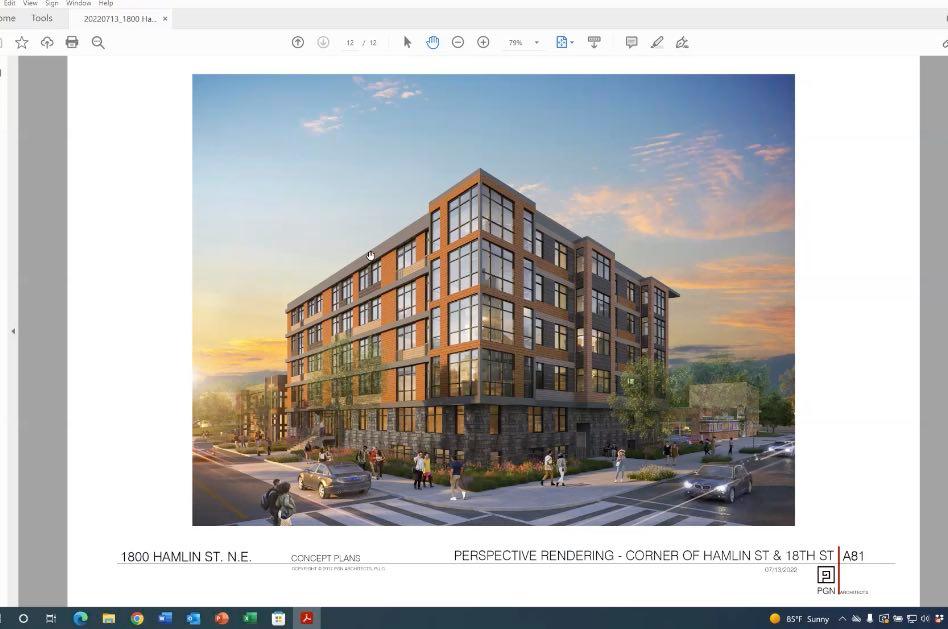 Edit View Sign Window Help
ome Tools 20220713_1800 Ha... ×
12 / 12 79%
1800 HAMLIN ST. N.E. CONCEPT PLANS PERSPECTIVE RENDERING - CORNER OF HAMLIN ST & 18TH ST A81
COPYRIGHT © 2017 PGN ARCHITECTS, PLLC
07/13/2022
PGN ARCHITECTS
85°F Sunny